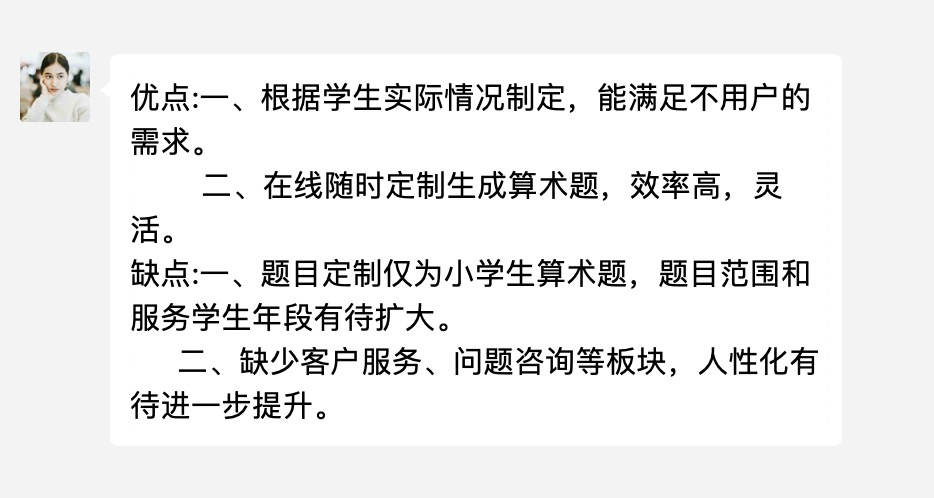 优点:一、根据学生实际情况制定，能满足不用户的
需求。
二、在线随时定制生成算术题，效率高，灵
活。
缺点:一、题目定制仅为小学生算术题，题目范围和
服务学生年段有待扩大。
二、缺少客户服务、问题咨询等板块，人性化有
待进一步提升。